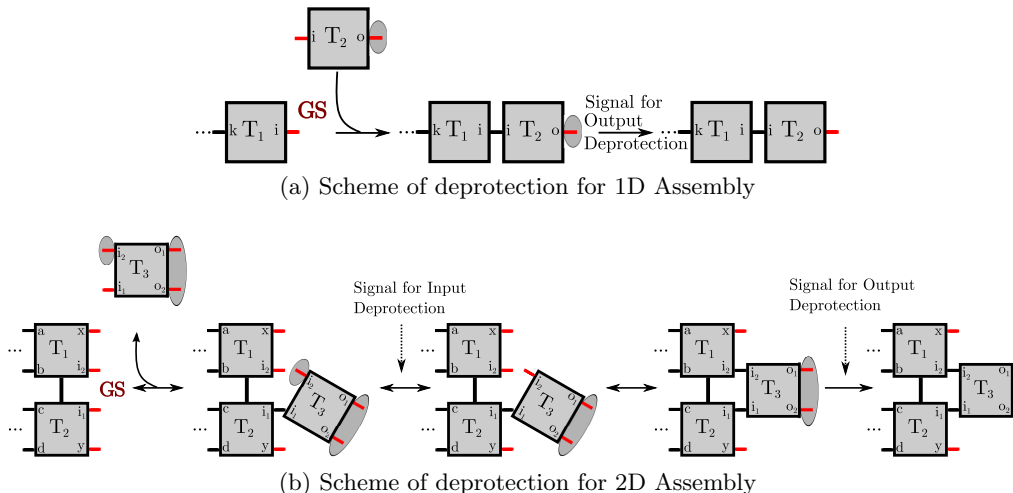 i T₂ o
GS
... k T₁ i
... k T₁ i i T₂ o
Signal for
Output
Deprotection
... k T₁ i i T₂ o
(a) Scheme of deprotection for 1D Assembly
i₂ o₁
T₃
i₁ o₂
Signal for Input
Deprotection
Signal for Output
Deprotection
a x
... T₁
b i₂
GS
c i₁
... T₂
d y
a x
... T₁
b i₂
c i₁
... T₂
d y
i₂ o₁
T₃
i₁ o₂
a x
... T₁
b i₂
c i₁
... T₂
d y
i₂ o₁
T₃
i₁ o₂
a x
... T₁
b i₂
c i₁
... T₂
d y
i₂ o₁
T₃
i₁ o₂
a x
... T₁
b i₂
c i₁
... T₂
d y
i₂ o₁
T₃
i₁ o₂
(b) Scheme of deprotection for 2D Assembly